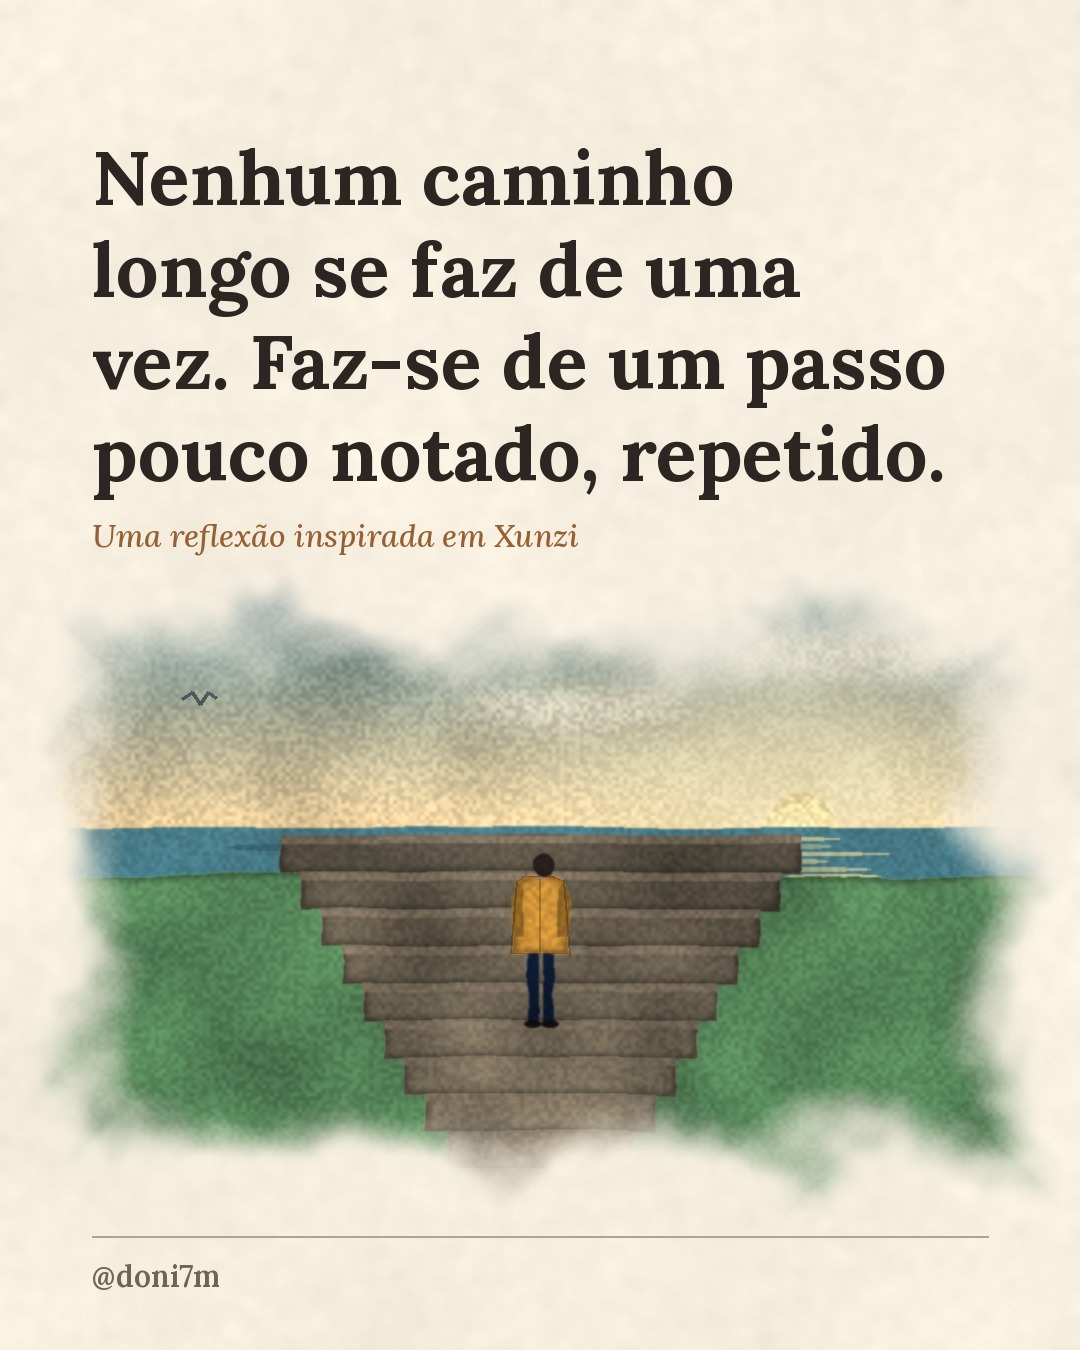 Nenhum caminho
longo se faz de uma
vez. Faz-se de um passo
pouco notado, repetido.
Uma reflexão inspirada em Xunzi
@doni7m